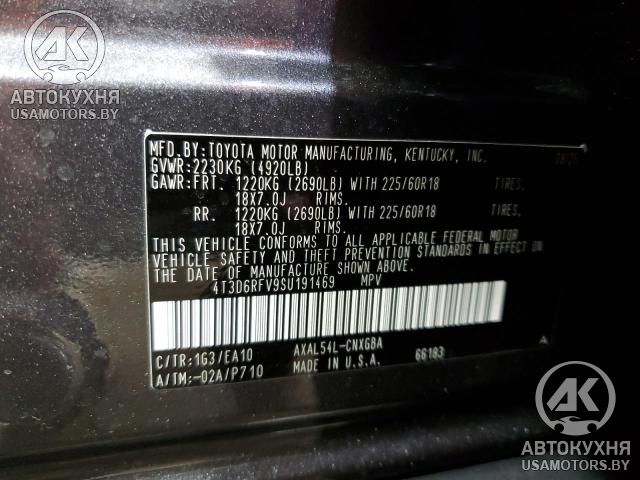 AK
АВТОКУХНЯ
USAMOTORS.BY
MFD.BY:TOYOTA MOTOR MANUFACTURING, KENTUCKY, INC.
GVWR:2230KG (4920LB)
GAWR:FRT. 1220KG (2690LB) WITH 225/60R18 TIRES,
18X7.0J RIMS.
RR. 1220KG (2690LB) WITH 225/60R18 TIRES,
18X7.0J RIMS.
THIS VEHICLE CONFORMS TO ALL APPLICABLE FEDERAL MOTOR
VEHICLE SAFETY AND THEFT PREVENTION STANDARDS IN EFFECT ON
THE DATE OF MANUFACTURE SHOWN ABOVE.
4T3D6RFV9SU191469 MPV
C/TR:1G3/EA10 AXAL54L-CNXGBA A
A/TM:-02A/P710 MADE IN U.S.A. 66183
AK
АВТОКУХНЯ
USAMOTORS.BY